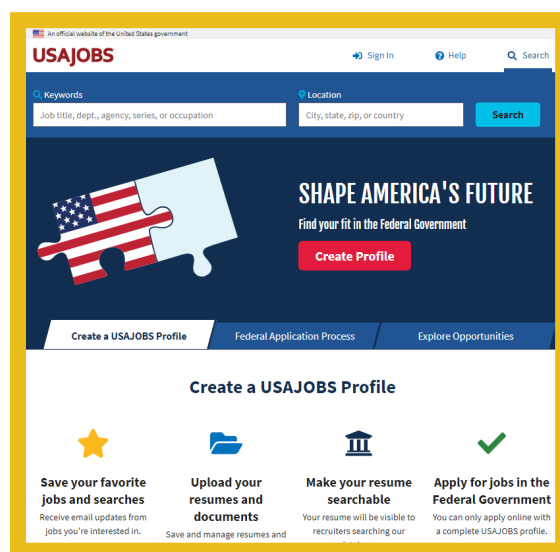 An official website of the United States government
USAJOBS
Sign In
Help
Search
Keywords
Location
Job title, dept., agency, series, or occupation
City, state, zip, or country
Search
SHAPE AMERICA'S FUTURE
Find your fit in the Federal Government
Create Profile
Create a USAJOBS Profile
Federal Application Process
Explore Opportunities
Create a USAJOBS Profile
Save your favorite
jobs and searches
Receive email updates from
jobs you're interested in.
Upload your
resumes and
documents
Save and manage resumes and
Make your resume
searchable
Your resume will be visible to
recruiters searching our
Apply for jobs in the
Federal Government
You can only apply online with
a complete USAJOBS profile.